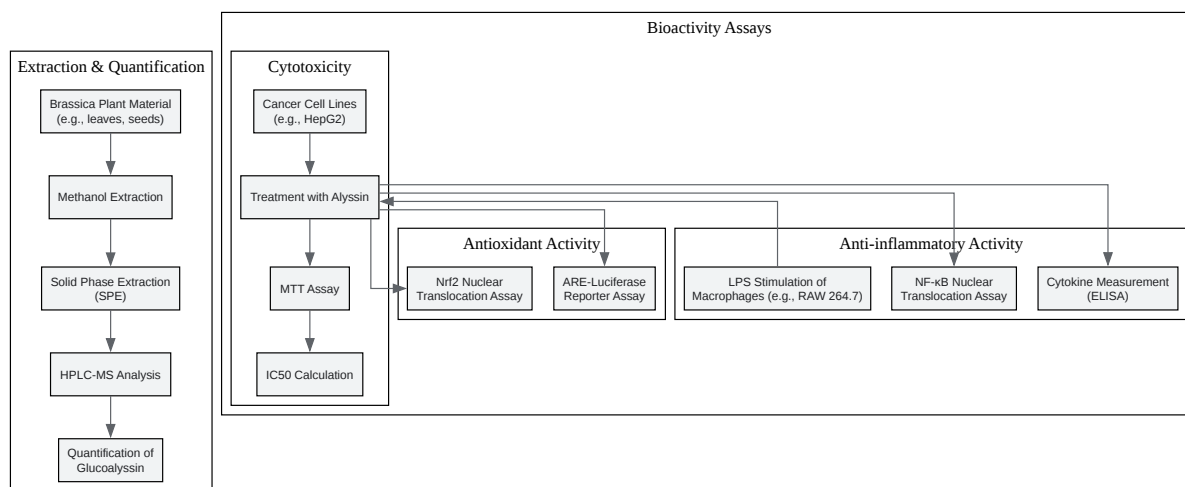 Bioactivity Assays
Extraction & Quantification
Brassica Plant Material
(e.g., leaves, seeds)
Methanol Extraction
Solid Phase Extraction
(SPE)
HPLC-MS Analysis
Quantification of
Glucoalyssin
Cytotoxicity
Cancer Cell Lines
(e.g., HepG2)
Treatment with Alyssin
MTT Assay
IC50 Calculation
Antioxidant Activity
Nrf2 Nuclear
Translocation Assay
ARE-Luciferase
Reporter Assay
Anti-inflammatory Activity
LPS Stimulation of
Macrophages (e.g., RAW 264.7)
NF-κB Nuclear
Translocation Assay
Cytokine Measurement
(ELISA)